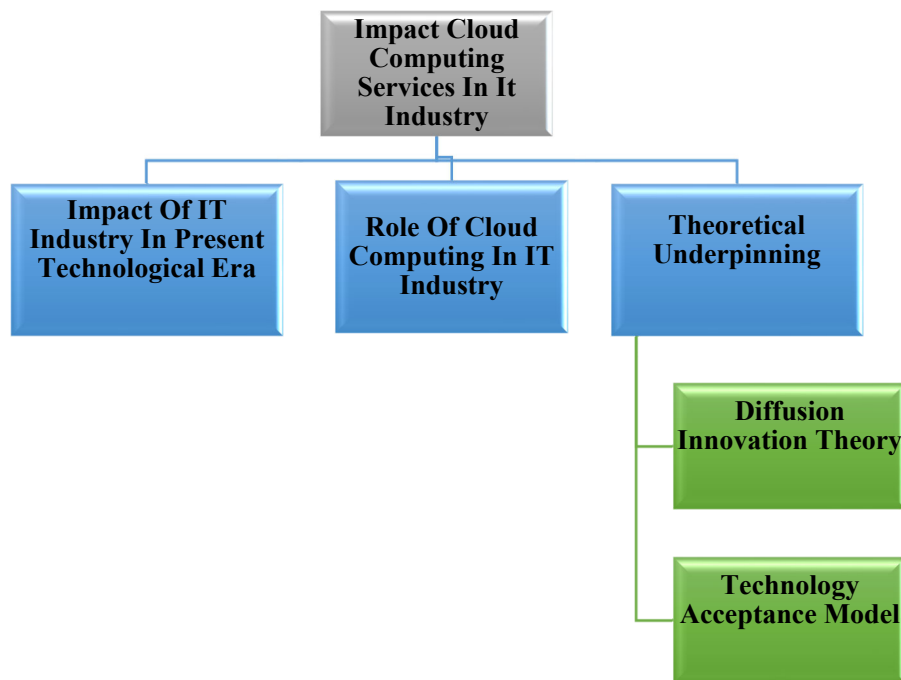 Impact Cloud
Computing
Services In It
Industry
Impact Of IT
Industry In Present
Technological Era
Role Of Cloud
Computing In IT
Industry
Theoretical
Underpinning
Diffusion
Innovation Theory
Technology
Acceptance Model